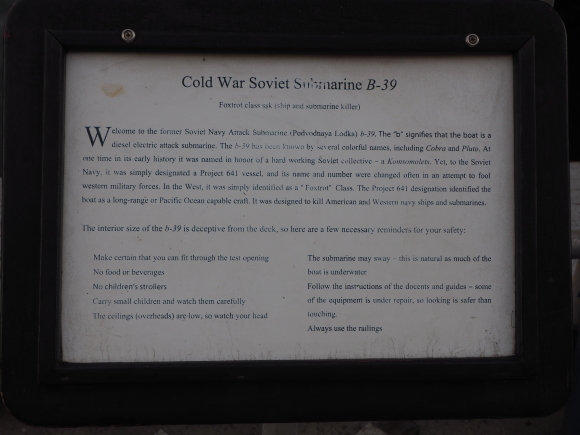 Cold War Soviet Submarine B-39
Foxtrot class ssk (ship and submarine killer)
Welcome to the former Soviet Navy Attack Submarine (Podvodnaya Lodka) b-39. The "b" signifies that the boat is a
diesel electric attack submarine. The b-39 has been known by several colorful names, including Cobra and Pluto. At
one time in its early history it was named in honor of a hard working Soviet collective – a Komsomolets. Yet, to the Soviet
Navy, it was simply designated a Project 641 vessel, and its name and number were changed often in an attempt to fool
western military forces. In the West, it was simply identified as a "Foxtrot" Class. The Project 641 designation identified the
boat as a long-range or Pacific Ocean capable craft. It was designed to kill American and Western navy ships and submarines.
The interior size of the b-39 is deceptive from the deck, so here are a few necessary reminders for your safety:
Make certain that you can fit through the test opening
No food or beverages
No children's strollers
Carry small children and watch them carefully
The ceilings (overheads) are low, so watch your head
The submarine may sway – this is natural as much of the
boat is underwater
Follow the instructions of the docents and guides – some
of the equipment is under repair, so looking is safer than
touching.
Always use the railings